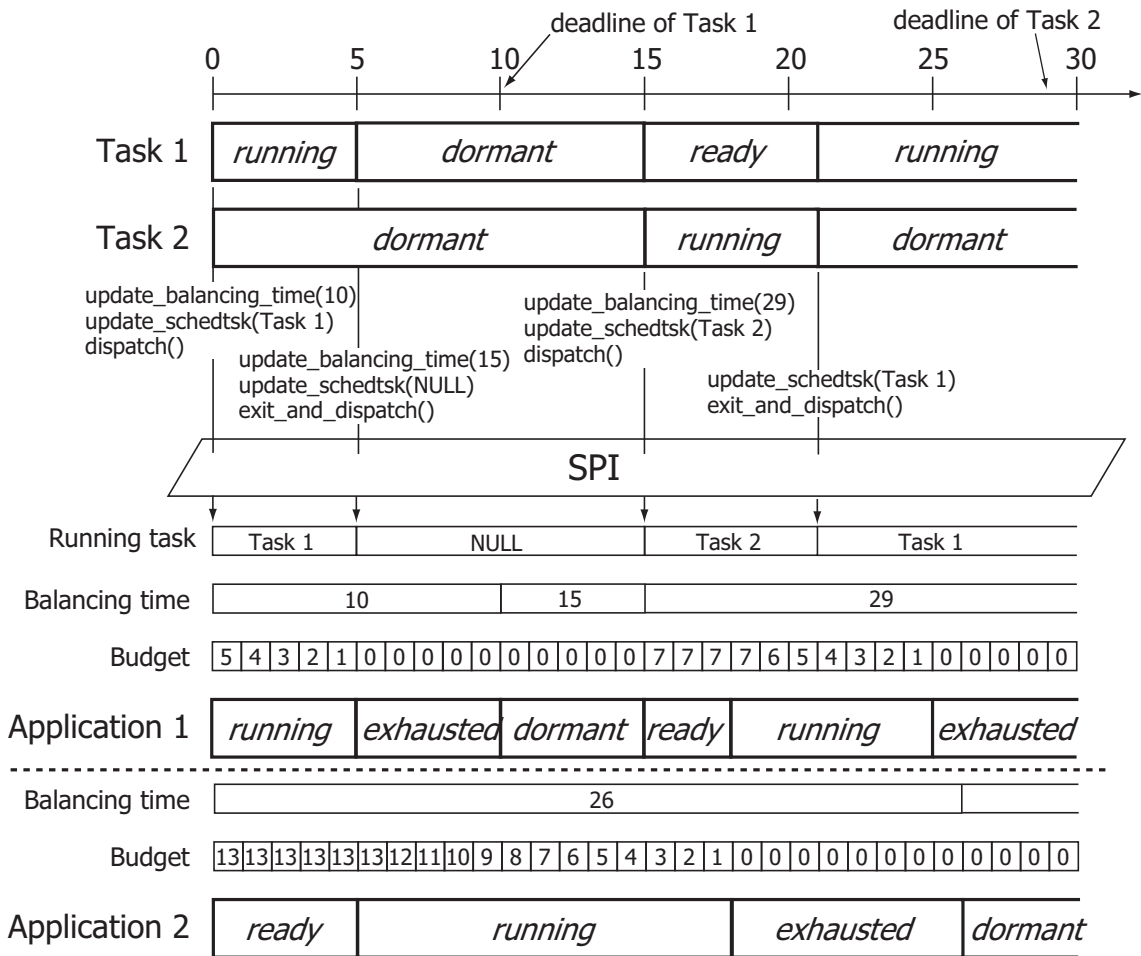 deadline of Task 1
deadline of Task 2
0 5 10 15 20 25 30
Task 1 running dormant ready running
Task 2 dormant running dormant
update_balancing_time(10)
update_schedtsk(Task 1)
dispatch()
update_balancing_time(15)
update_schedtsk(NULL)
exit_and_dispatch()
update_balancing_time(29)
update_schedtsk(Task 2)
dispatch()
update_schedtsk(Task 1)
exit_and_dispatch()
SPI
Running task Task 1 NULL Task 2 Task 1
Balancing time 10 15 29
Budget 5 4 3 2 1 0 0 0 0 0 0 0 0 0 0 7 7 7 7 6 5 4 3 2 1 0 0 0 0 0
Application 1 running exhausted dormant ready running exhausted
Balancing time 26
Budget 13 13 13 13 13 13 12 11 10 9 8 7 6 5 4 3 2 1 0 0 0 0 0 0 0 0 0 0 0 0
Application 2 ready running exhausted dormant